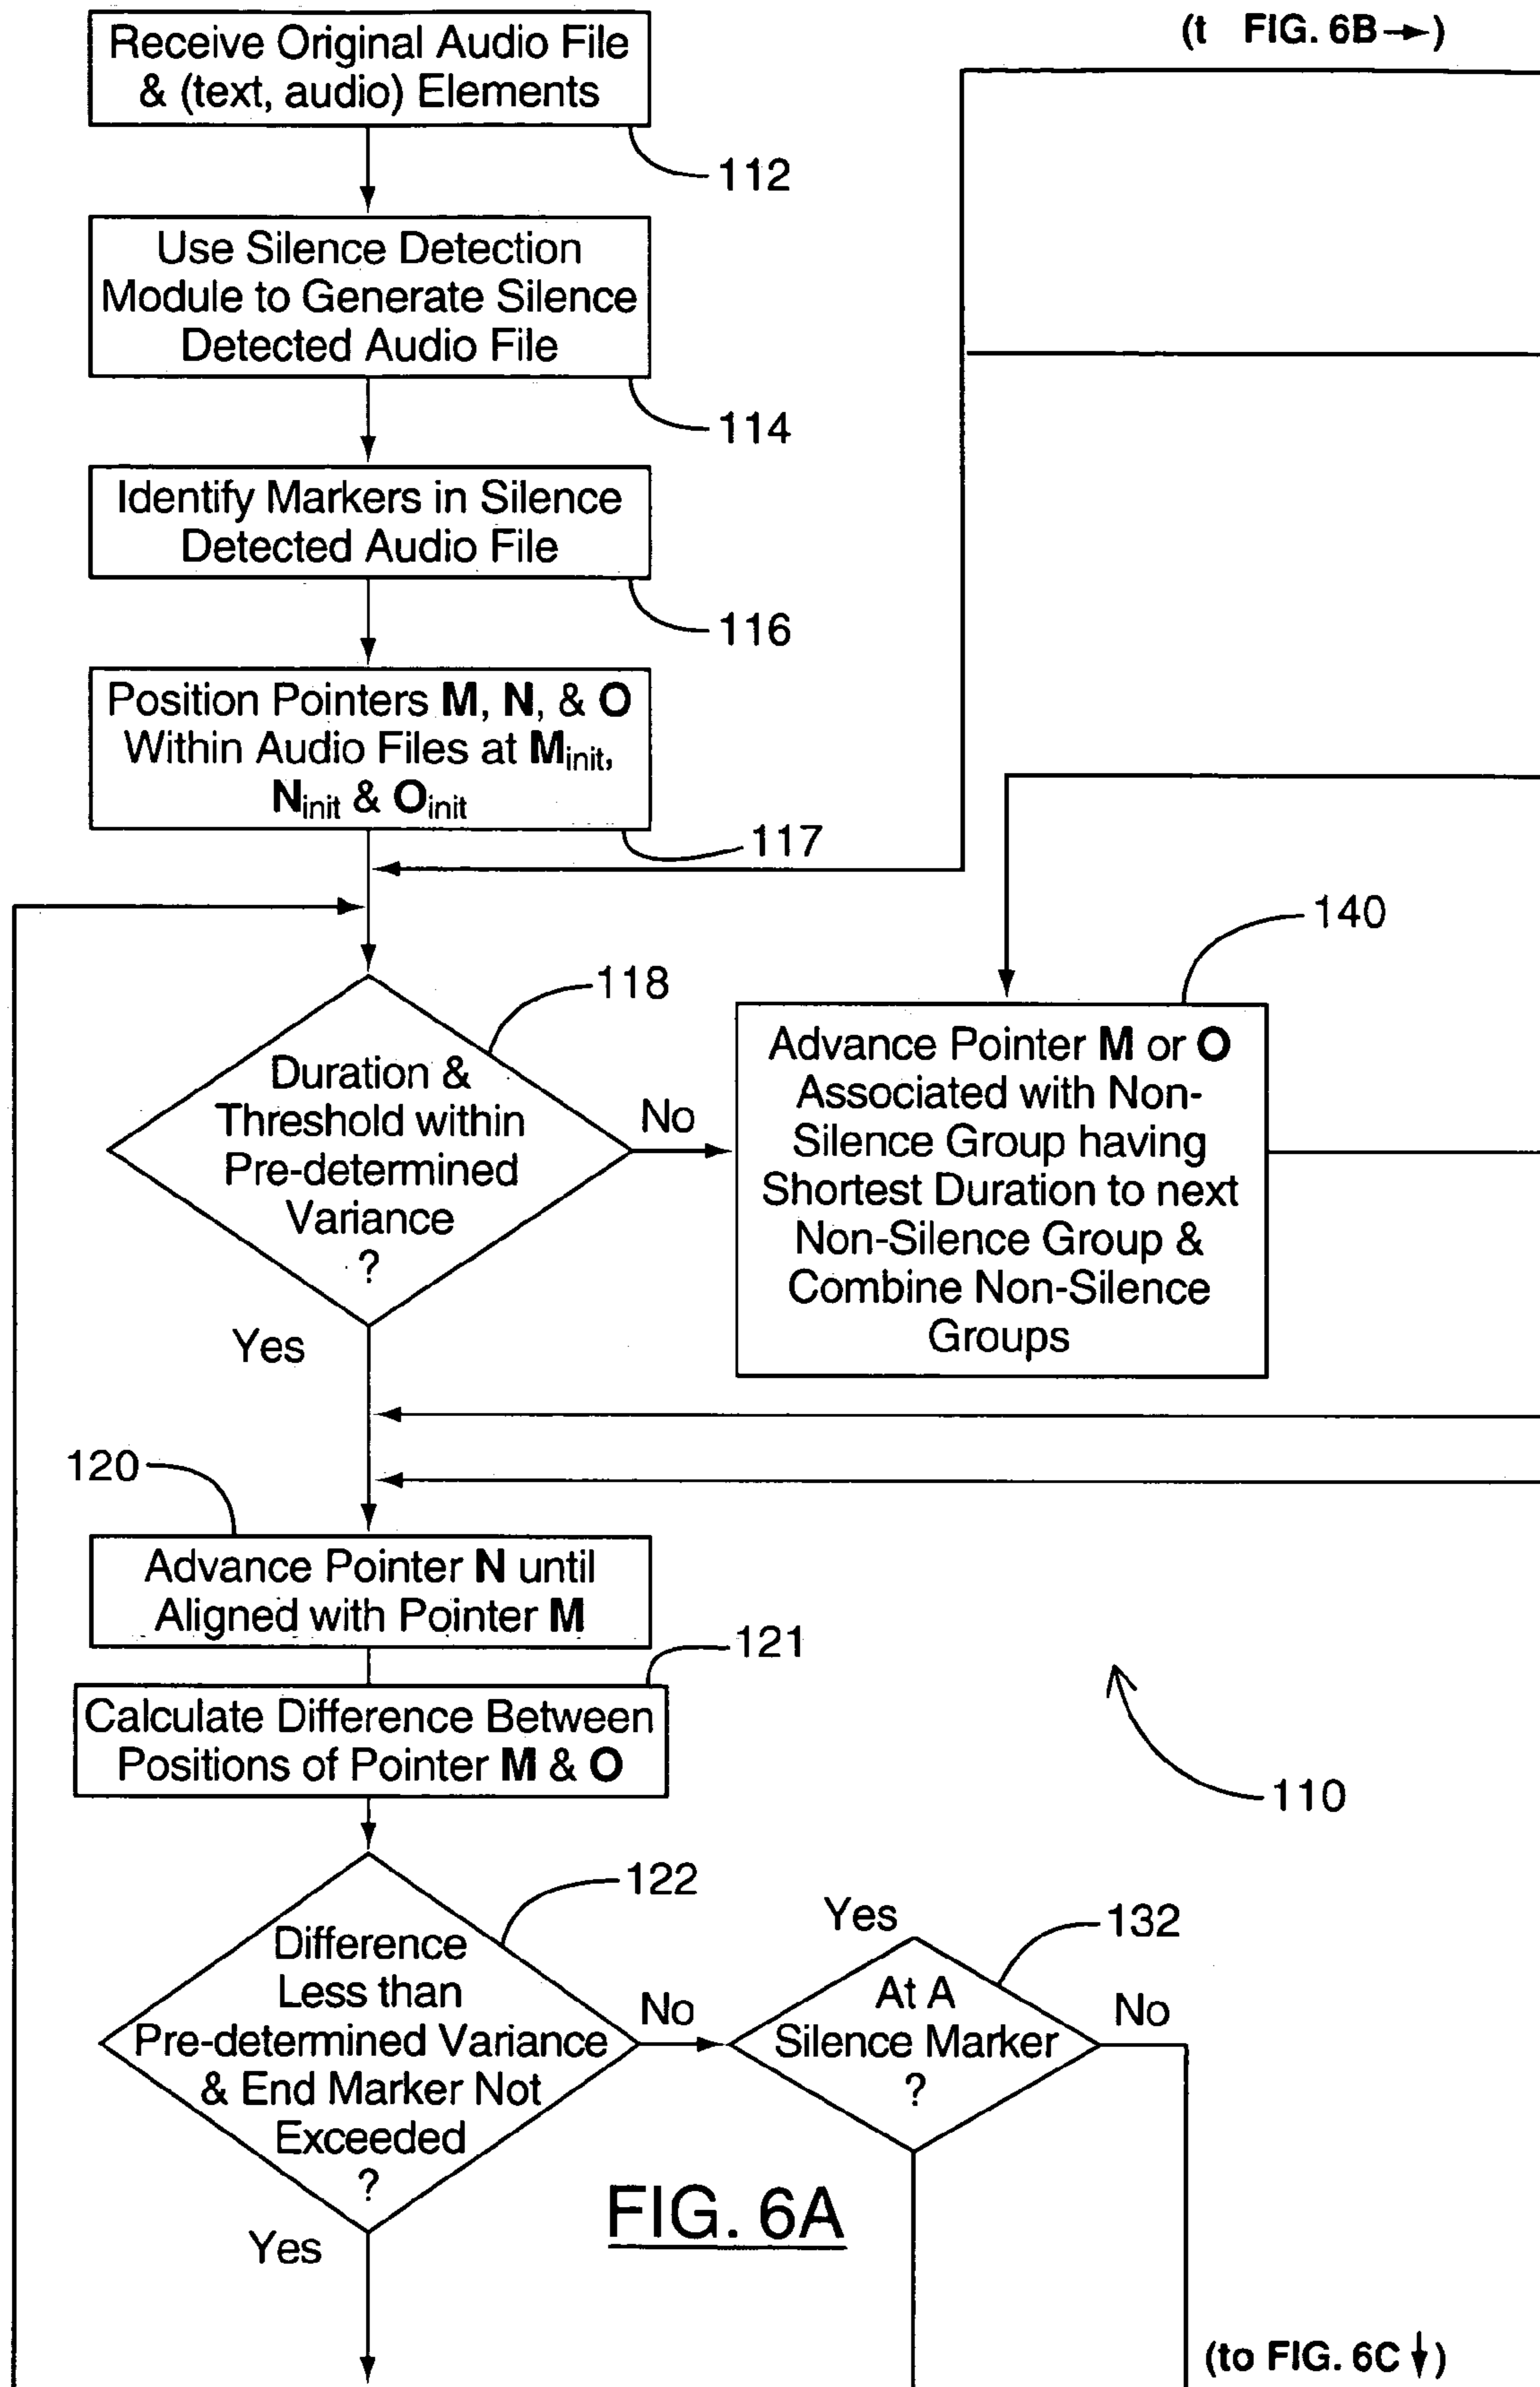 (t FIG. 6B→)
Receive Original Audio File
& (text, audio) Elements
112
Use Silence Detection
Module to Generate Silence
Detected Audio File
114
Identify Markers in Silence
Detected Audio File
116
Position Pointers M, N, & O
Within Audio Files at Minit,
Ninit & Oinit
117
118
Duration &
Threshold within
Pre-determined
Variance
?
No
Yes
140
Advance Pointer M or O
Associated with Non-
Silence Group having
Shortest Duration to next
Non-Silence Group &
Combine Non-Silence
Groups
120
Advance Pointer N until
Aligned with Pointer M
121
Calculate Difference Between
Positions of Pointer M & O
110
122
Difference
Less than
Pre-determined Variance
& End Marker Not
Exceeded
?
No
Yes
132
Yes
At A
Silence Marker
?
No
FIG. 6A
(to FIG. 6C↓)